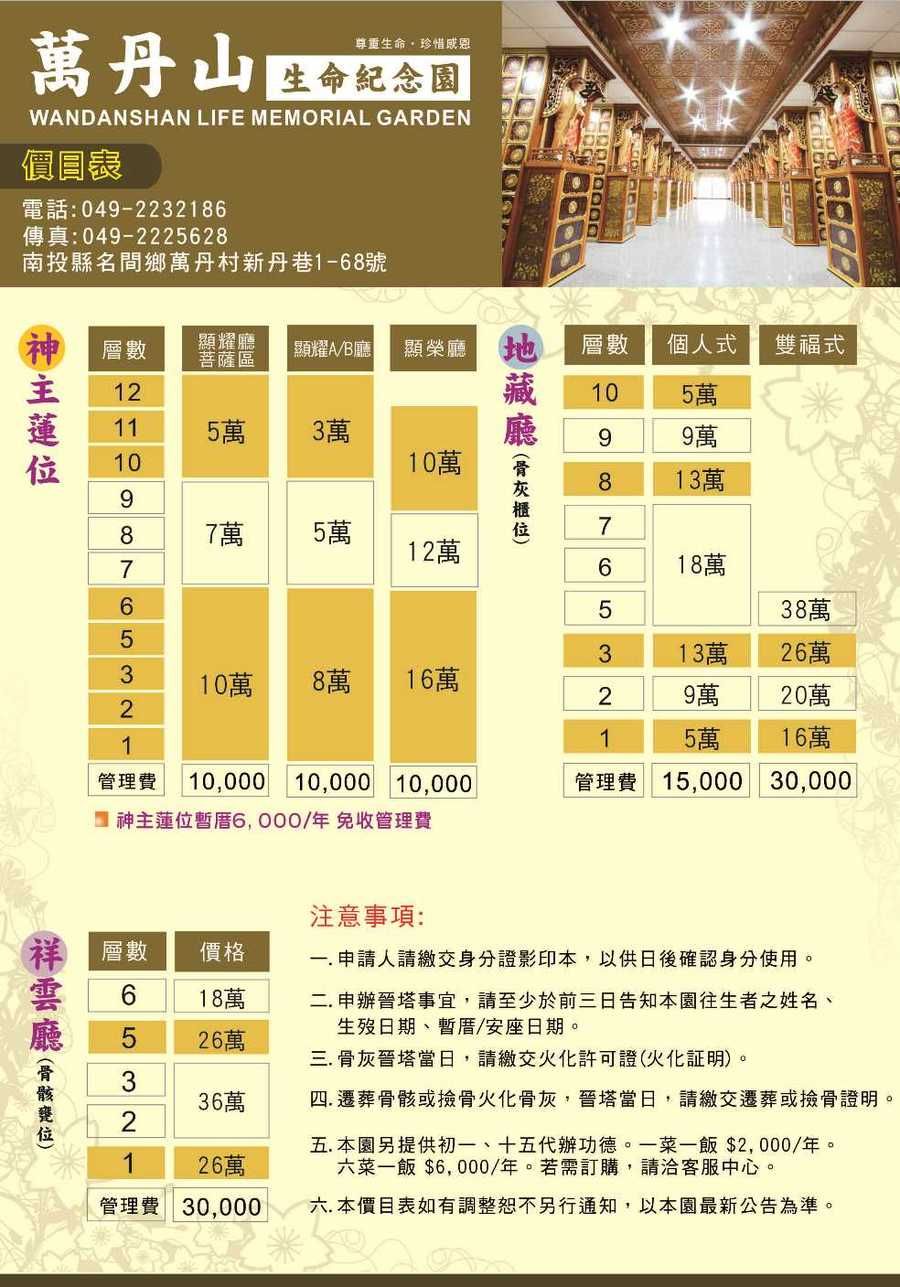 尊重生命·珍惜感恩
萬丹山 生命紀念園
WANDANSHAN LIFE MEMORIAL GARDEN
價目表
電話:049-2232186
傳真:049-2225628
南投縣名間鄉萬丹村新丹巷1-68號
神主蓮位
層數 顯耀廳菩薩區 顯耀A/B廳 顯榮廳
12
11 5萬 3萬
10 10萬
9
8 7萬 5萬 12萬
7
6
5
3 10萬 8萬 16萬
2
1
管理費 10,000 10,000 10,000
神主蓮位暫厝6,000/年 免收管理費
地藏廳(骨灰櫃位)
層數 個人式 雙福式
10 5萬
9 9萬
8 13萬
7
6 18萬
5 38萬
3 13萬 26萬
2 9萬 20萬
1 5萬 16萬
管理費 15,000 30,000
祥雲廳(骨骸甕位)
層數 價格
6 18萬
5 26萬
3
2 36萬
1 26萬
管理費 30,000
注意事項:
一.申請人請繳交身分證影印本,以供日後確認身分使用。
二.申辦晉塔事宜,請至少於前三日告知本園往生者之姓名、
生歿日期、暫厝/安座日期。
三.骨灰晉塔當日,請繳交火化許可證(火化証明)。
四.遷葬骨骸或撿骨火化骨灰,晉塔當日,請繳交遷葬或撿骨證明。
五.本園另提供初一、十五代辦功德。一菜一飯 $2,000/年。
六菜一飯 $6,000/年。若需訂購,請洽客服中心。
六.本價目表如有調整恕不另行通知,以本園最新公告為準。